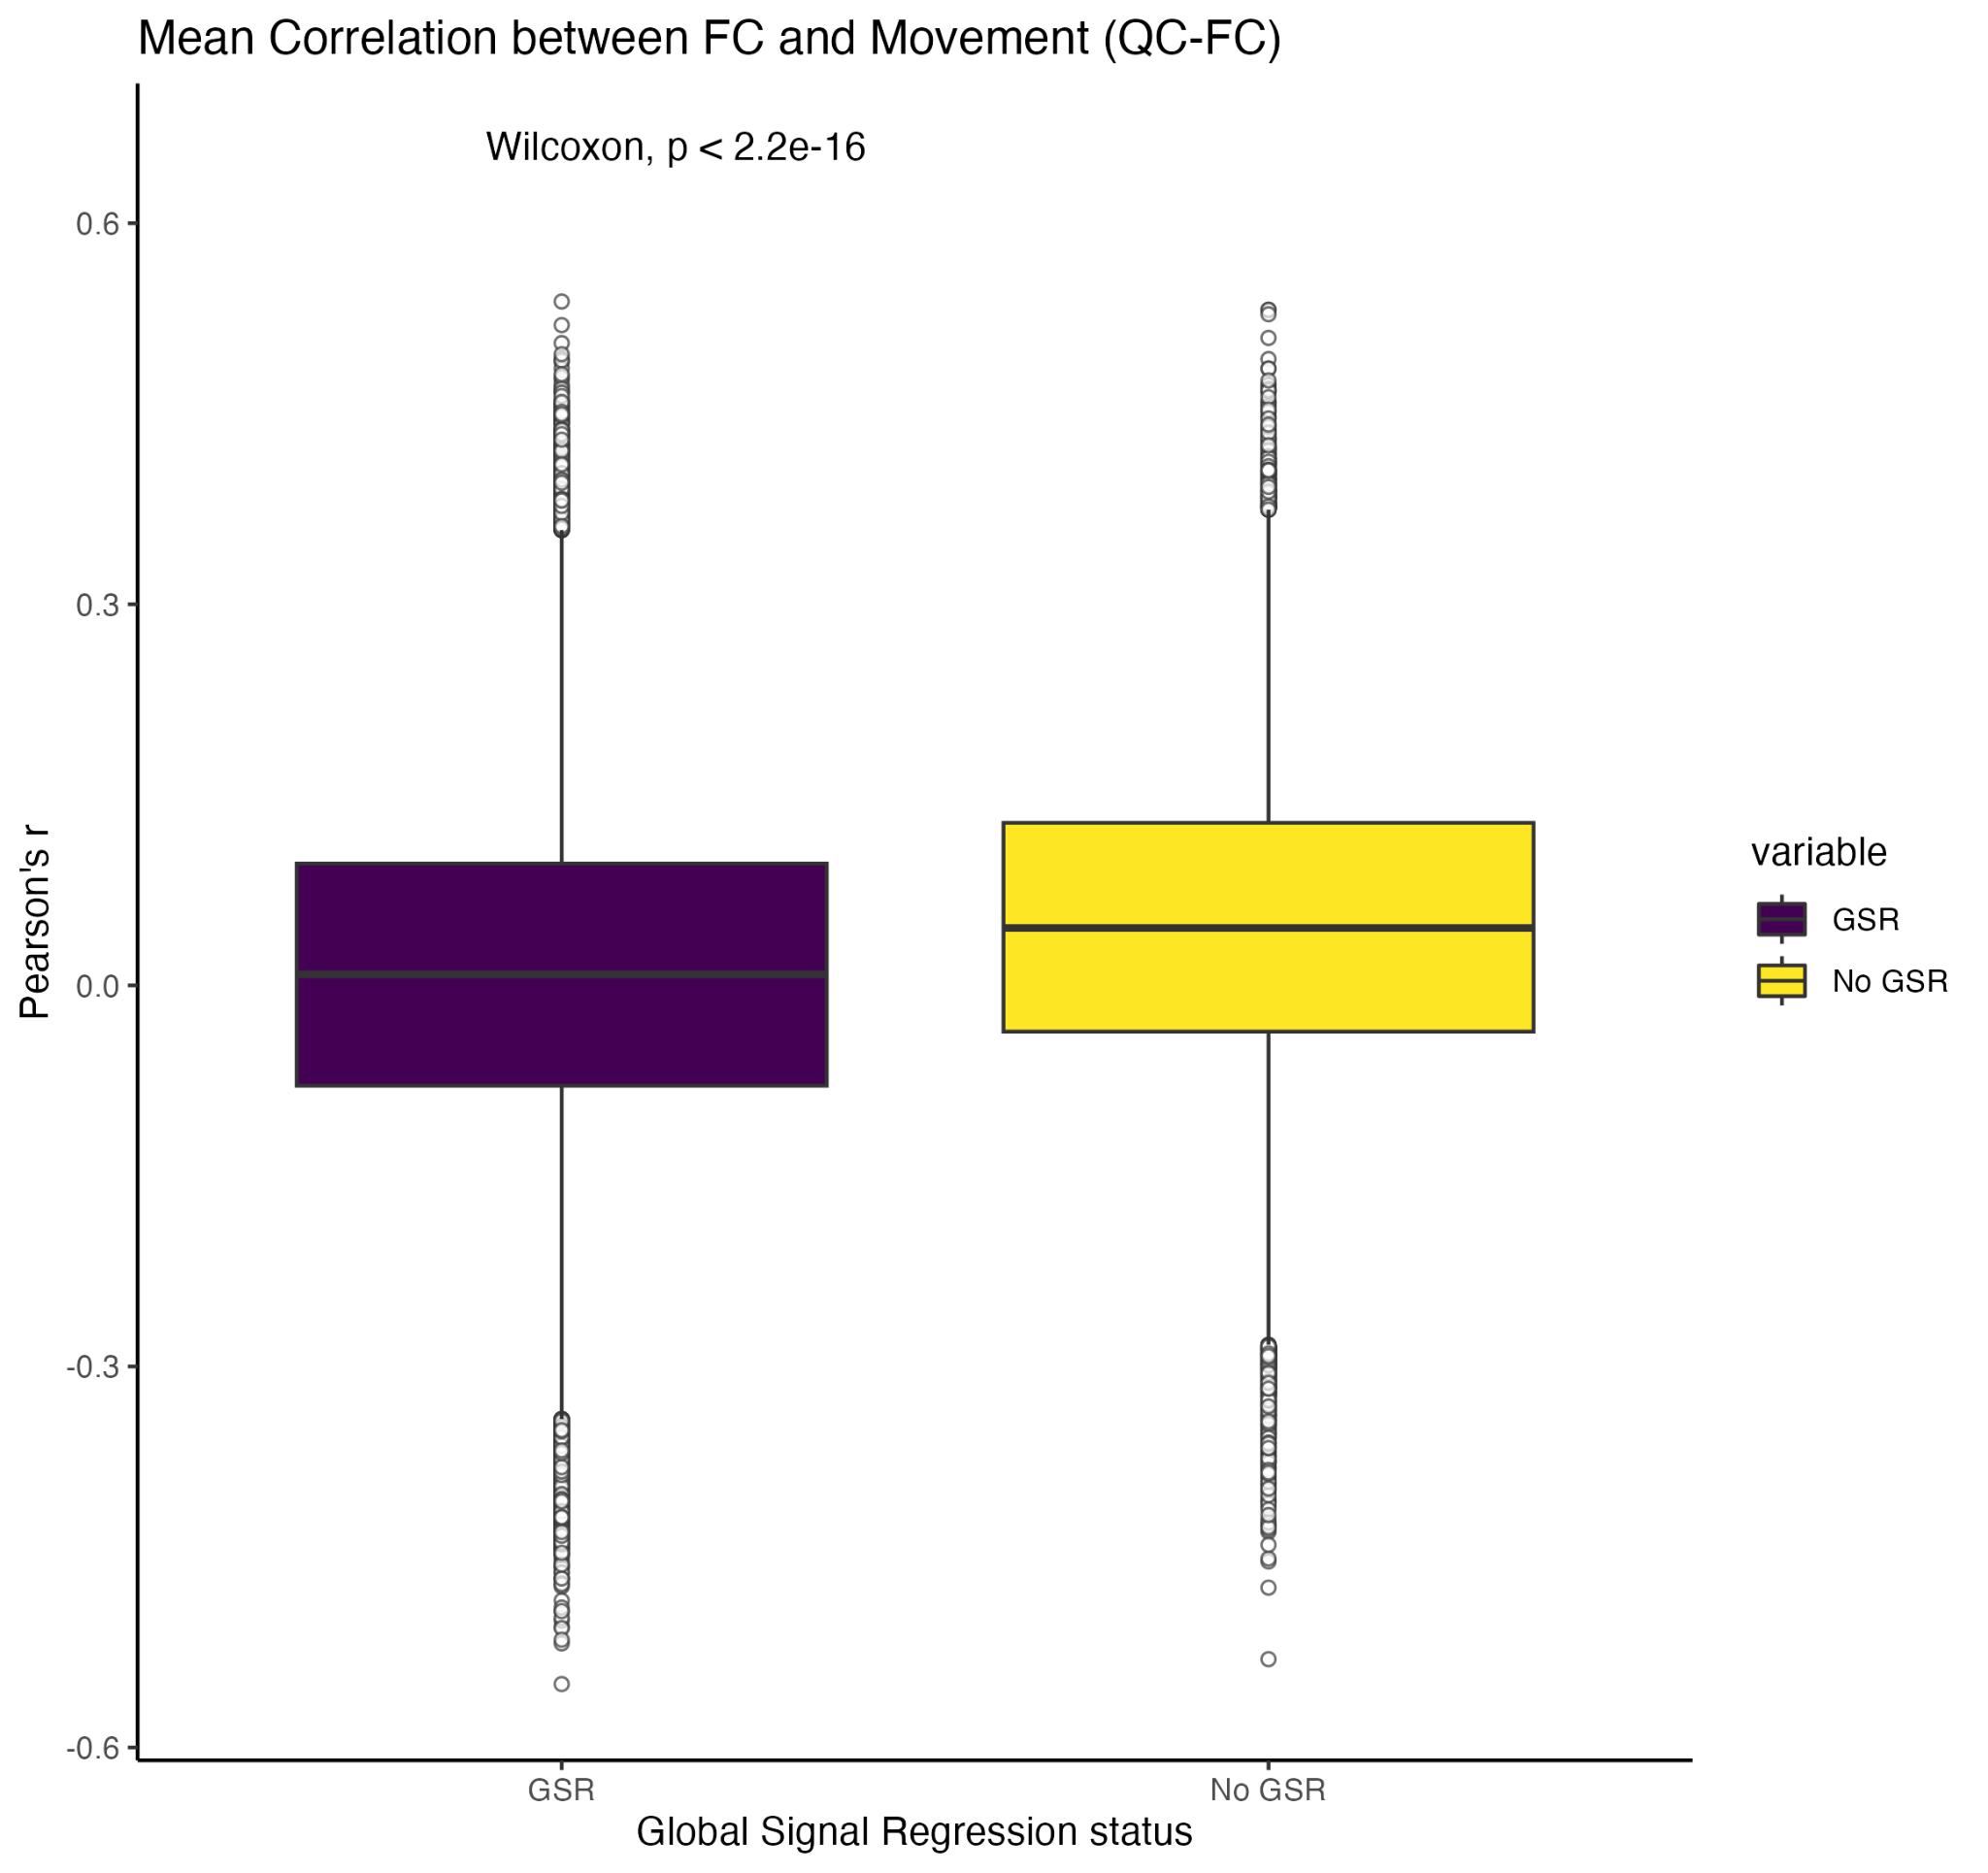 Mean Correlation between FC and Movement (QC-FC)
Wilcoxon, p < 2.2e-16
0.6
0.3
0.0
-0.3
-0.6
Pearson's r
GSR
No GSR
Global Signal Regression status
variable
GSR
No GSR